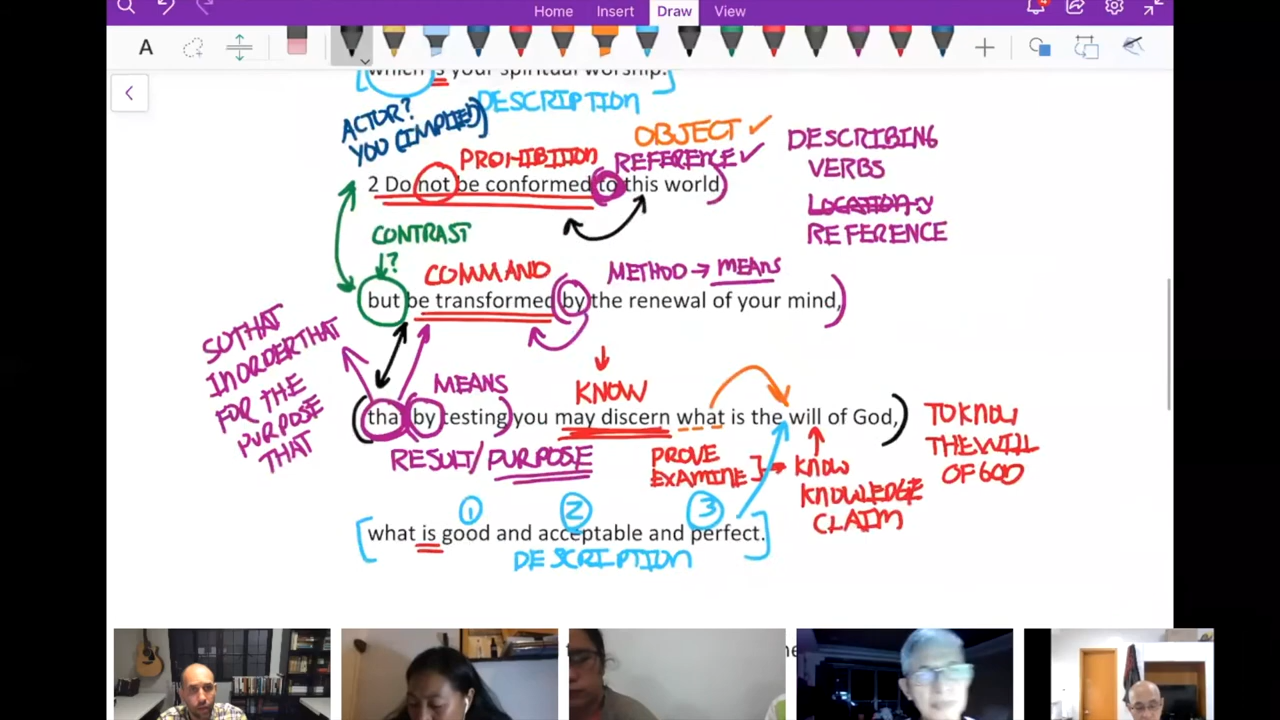 Home Insert Draw View
A
which is your spiritual worship.
DESCRIPTION
ACTOR?
YOU (IMPLIED)
OBJECT ✓
PROHIBITION
REFERENCE ✓
DESCRIBING
VERBS
LOCATION
REFERENCE
2 Do not be conformed to this world
CONTRAST
?
COMMAND
METHOD → MEANS
but be transformed by the renewal of your mind,
SO THAT
IN ORDER THAT
FOR THE
PURPOSE
THAT
MEANS
KNOW
that by testing you may discern what is the will of God,
TO KNOW
THE WILL
OF GOD
RESULT/PURPOSE
PROVE
EXAMINE
KNOW
KNOWLEDGE
CLAIM
1 2 3
what is good and acceptable and perfect.
DESCRIPTION